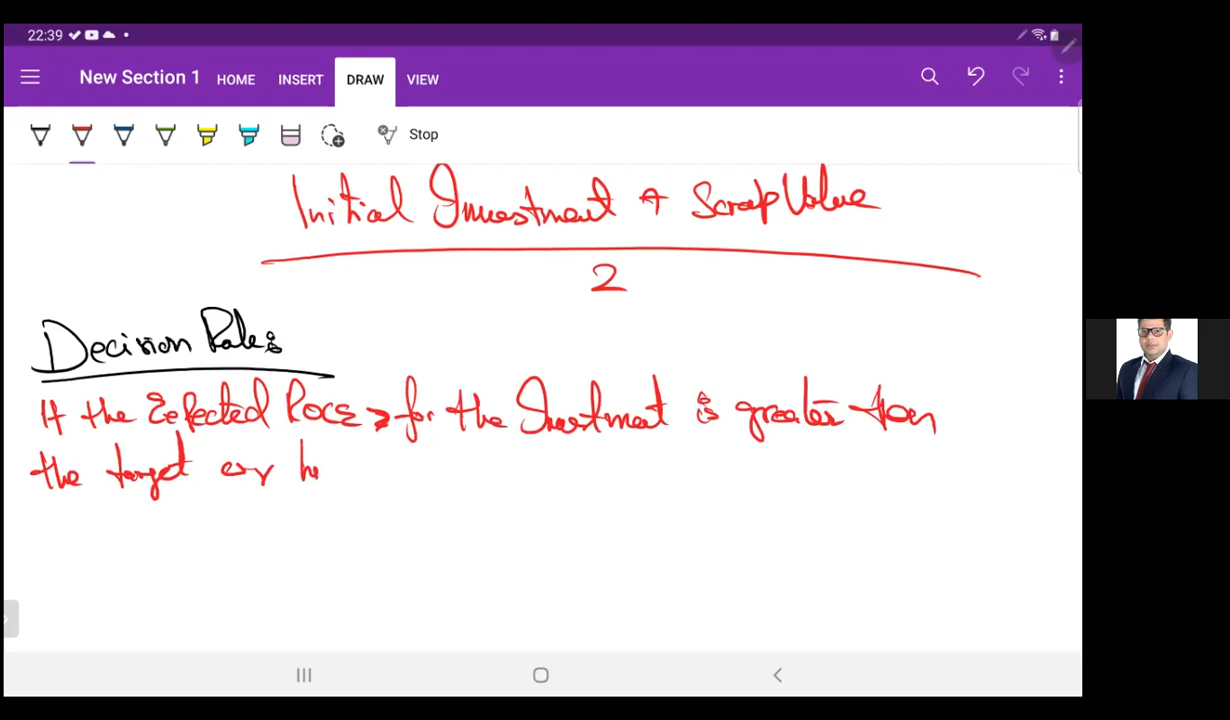 22:39
New Section 1 HOME INSERT DRAW VIEW
Stop
Initial Investment + Scrap Value
2
Decision Rule:
If the Expected ROCE > for the Investment is greater than
the target or h